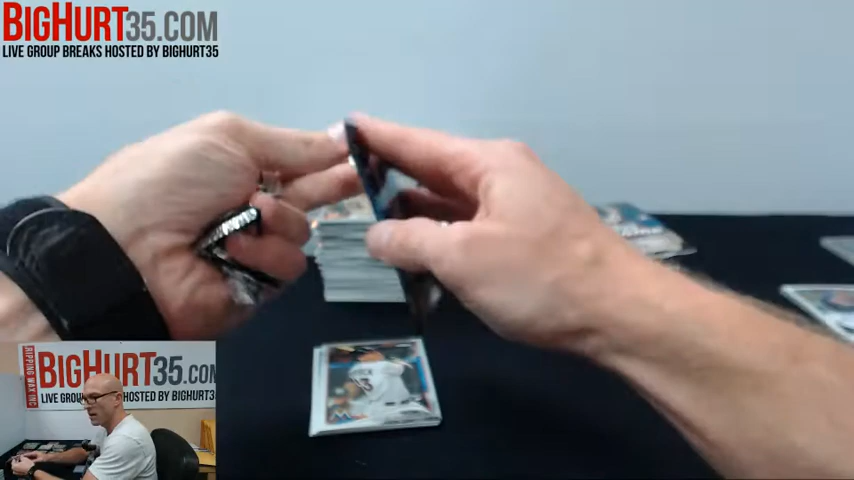 BIGHURT35.COM
LIVE GROUP BREAKS HOSTED BY BIGHURT35
RIPPING WAX INC
BIGHURT35.COM
LIVE GROUP BREAKS HOSTED BY BIGHURT35